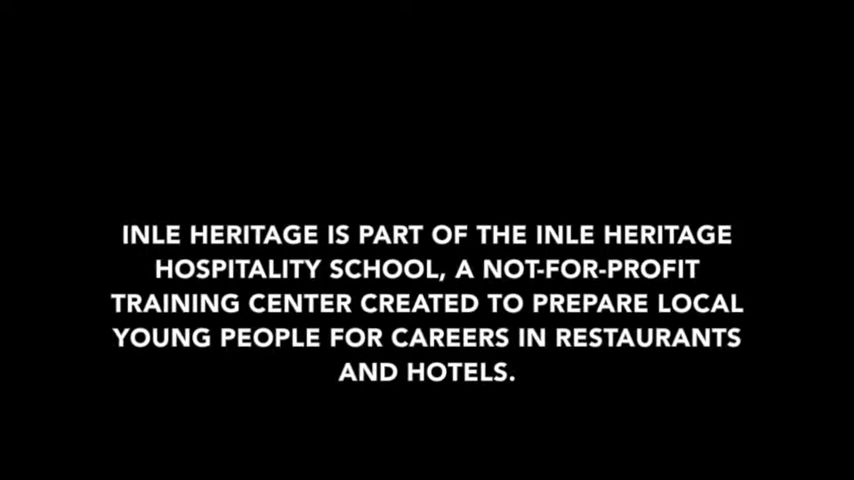 INLE HERITAGE IS PART OF THE INLE HERITAGE
HOSPITALITY SCHOOL, A NOT-FOR-PROFIT
TRAINING CENTER CREATED TO PREPARE LOCAL
YOUNG PEOPLE FOR CAREERS IN RESTAURANTS
AND HOTELS.